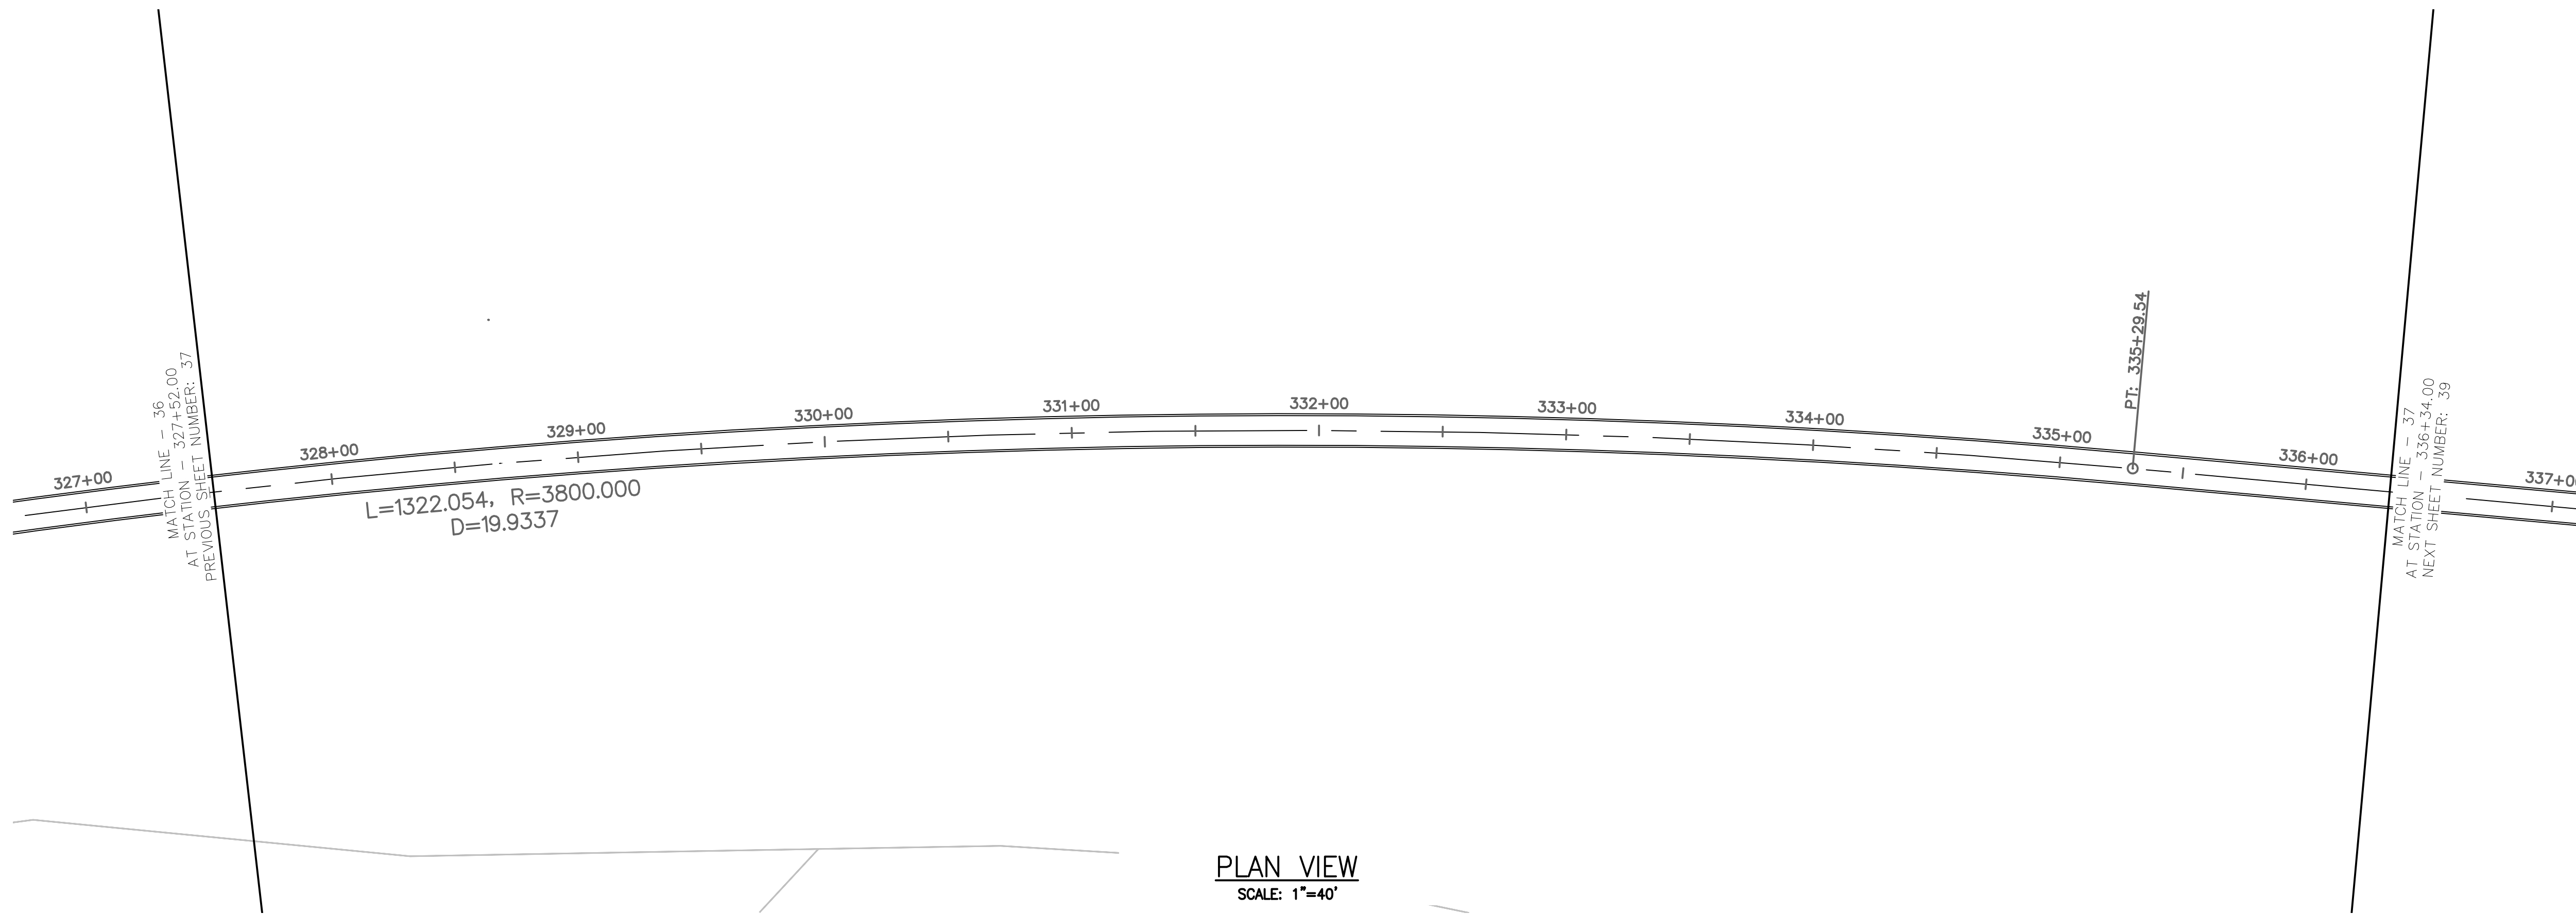 MATCH LINE - 36
AT STATION - 327+52.00
PREVIOUS SHEET NUMBER: 37
327+00
328+00
329+00
330+00
331+00
332+00
333+00
334+00
335+00
336+00
L=1322.054, R=3800.000
D=19.9337
PT: 335+29.54
MATCH LINE - 37
AT STATION - 336+34.00
NEXT SHEET NUMBER: 39
PLAN VIEW
SCALE: 1"=40'